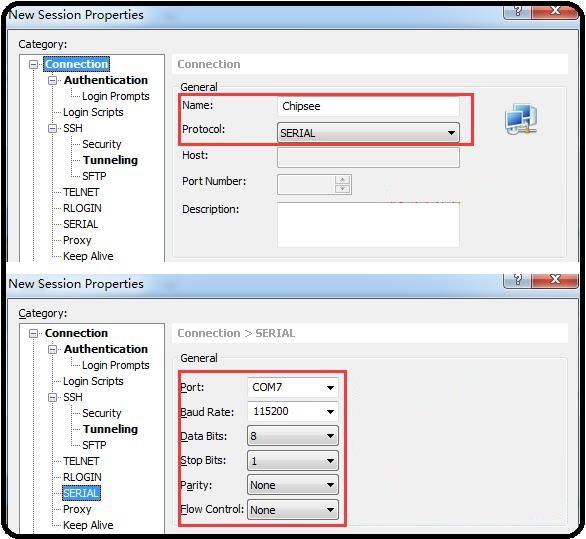 New Session Properties
?
Category:
Connection
Authentication
Login Prompts
Login Scripts
SSH
Security
Tunneling
SFTP
TELNET
RLOGIN
SERIAL
Proxy
Keep Alive
Connection
General
Name: Chipsee
Protocol: SERIAL
Host:
Port Number:
Description:
New Session Properties
?
Category:
Connection
Authentication
Login Prompts
Login Scripts
SSH
Security
Tunneling
SFTP
TELNET
RLOGIN
SERIAL
Proxy
Keep Alive
Connection > SERIAL
General
Port: COM7
Baud Rate: 115200
Data Bits: 8
Stop Bits: 1
Parity: None
Flow Control: None